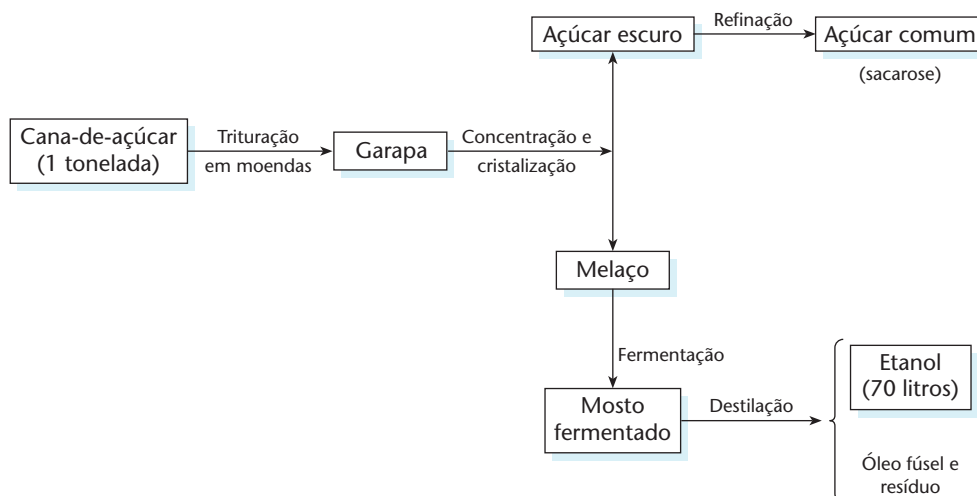 Açúcar escuro
Refinação
Açúcar comum
(sacarose)
Cana-de-açúcar
(1 tonelada)
Trituração
em moendas
Garapa
Concentração e
cristalização
Melaço
Fermentação
Mosto
fermentado
Destilação
Etanol
(70 litros)
Óleo fúsel e
resíduo